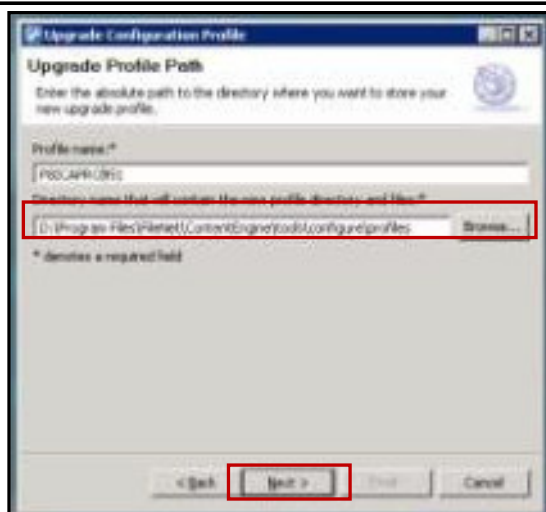 Upgrade Configuration Profile
Upgrade Profile Path
Enter the absolute path to the directory where you want to store your
new upgrade profile.
Profile name:*
Directory name that will contain the new profile directory and files:*
D:\Program Files\FileNet\ContentEngine\tools\configure\profiles
Browse...
* denotes a required field
< Back
Next >
Cancel